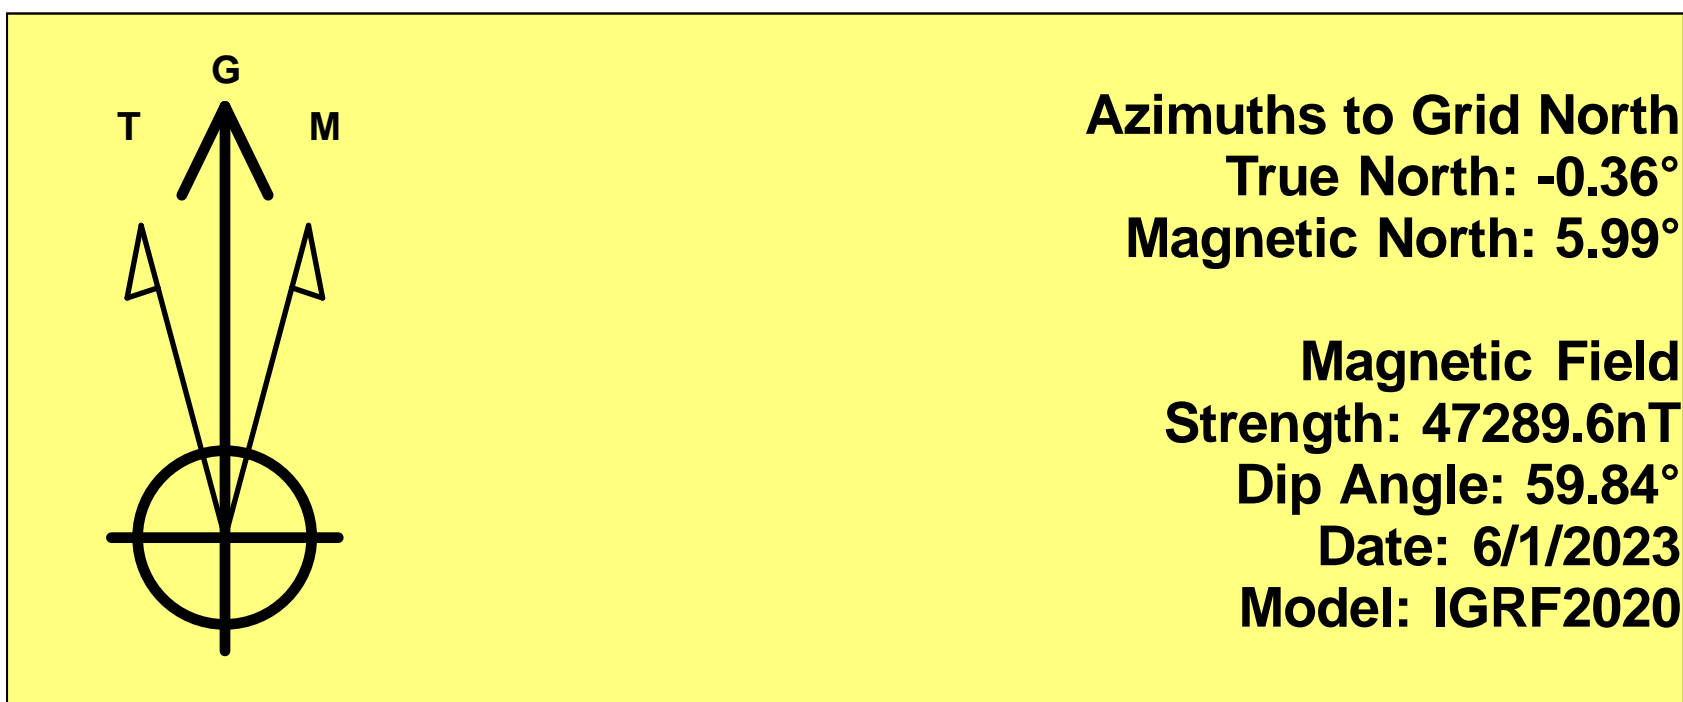 G
T
M
Azimuths to Grid North
True North: -0.36°
Magnetic North: 5.99°
Magnetic Field
Strength: 47289.6nT
Dip Angle: 59.84°
Date: 6/1/2023
Model: IGRF2020